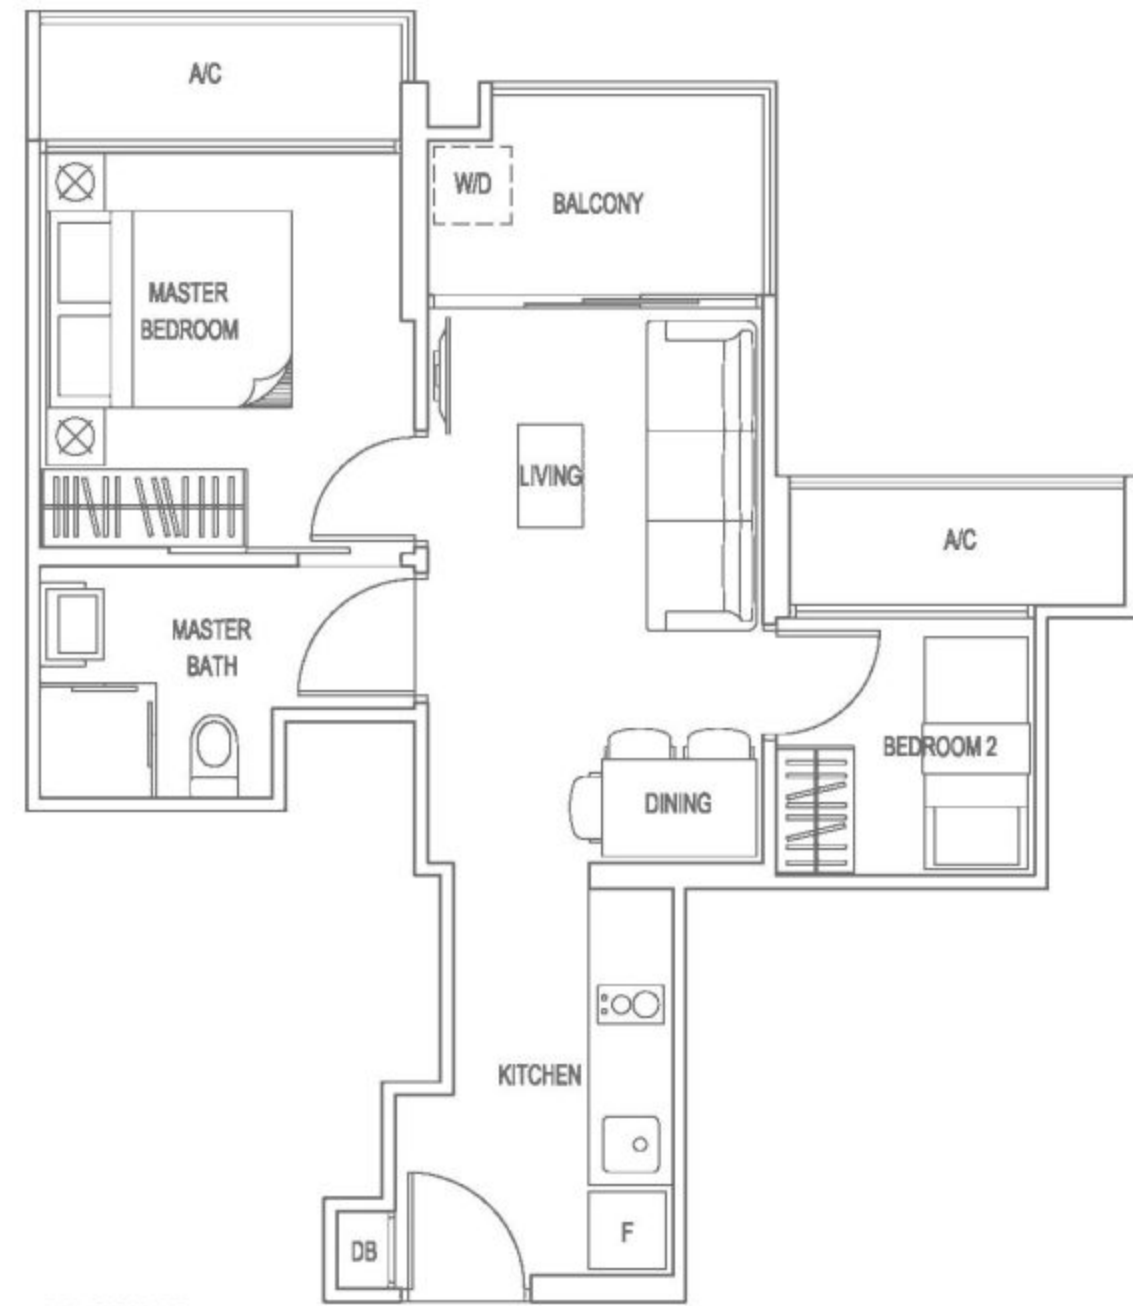 A/C
W/D
BALCONY
MASTER
BEDROOM
LIVING
A/C
MASTER
BATH
BEDROOM 2
DINING
KITCHEN
F
DB